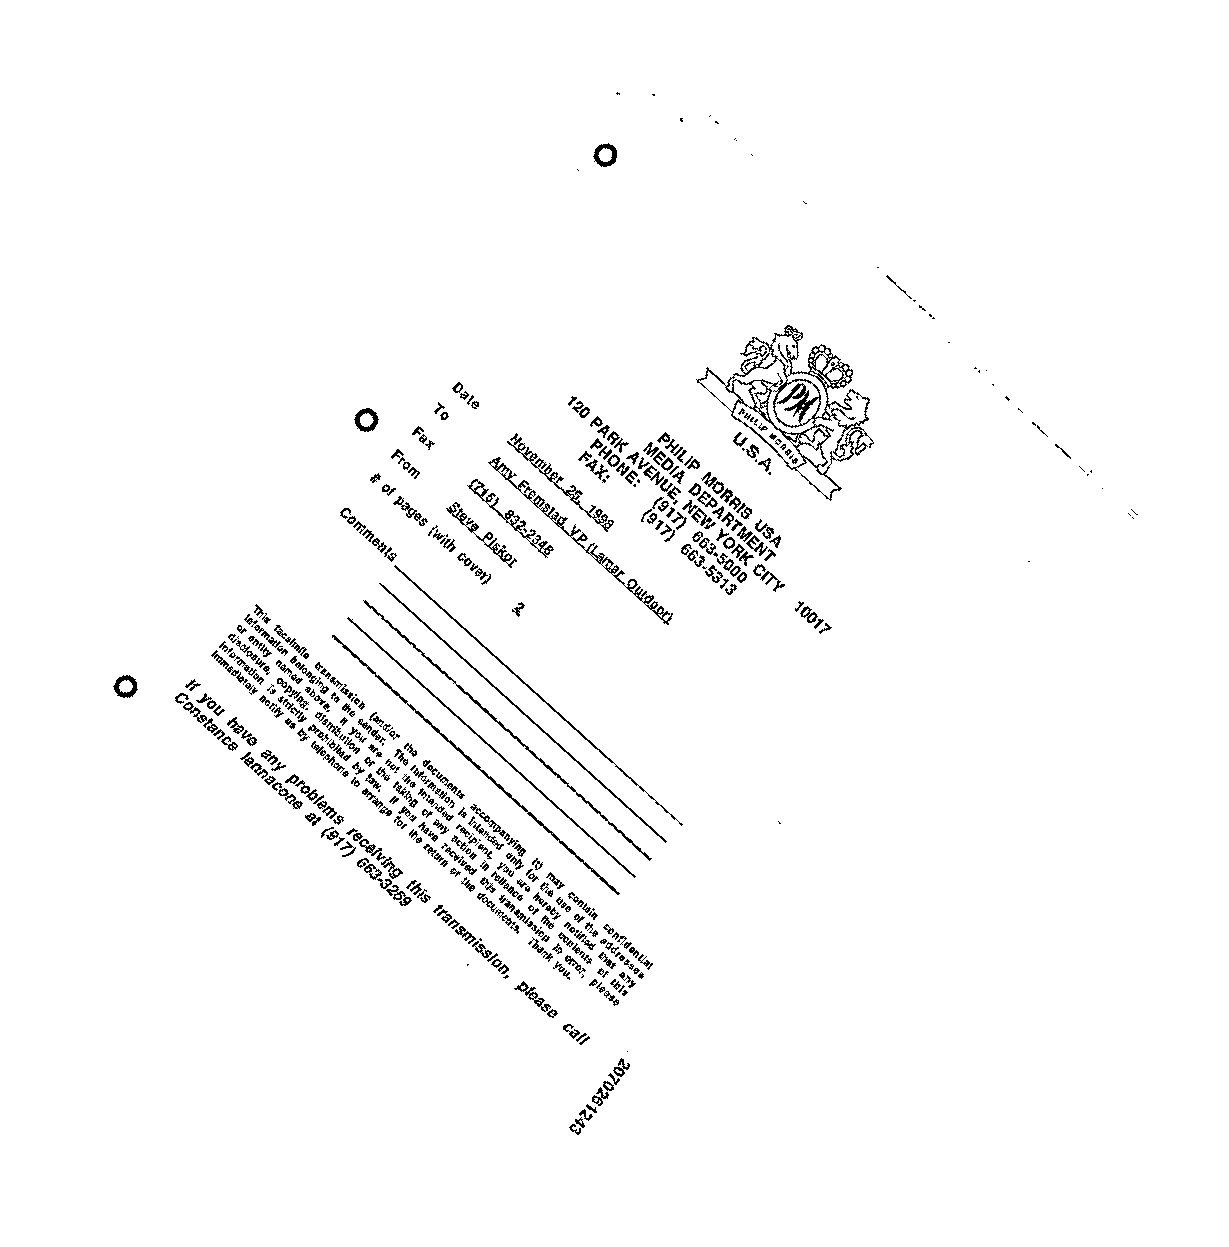 PM
PHILIP MORRIS
U.S.A.
PHILIP MORRIS USA
MEDIA DEPARTMENT
120 PARK AVENUE, NEW YORK CITY 10017
PHONE: (917) 663-5000
FAX: (917) 663-5313
Date November 25, 1998
To Amy Fremstad, VP (Lamar Outdoor)
Fax (715) 832-2348
From Steve Piskor
# of pages (with cover) 2
Comments
This facsimile transmission (and/or the documents accompanying it) may contain confidential
information belonging to the sender. The information is intended only for the use of the addressee
or entity named above. If you are not the intended recipient, you are hereby notified that any
disclosure, copying, distribution or the taking of any action in reliance of the contents of this
information is strictly prohibited by law. If you have received this transmission in error, please
immediately notify us by telephone to arrange for the return of the documents. Thank you.
If you have any problems receiving this transmission, please call
Constance Iannacone at (917) 663-3259
2070261243